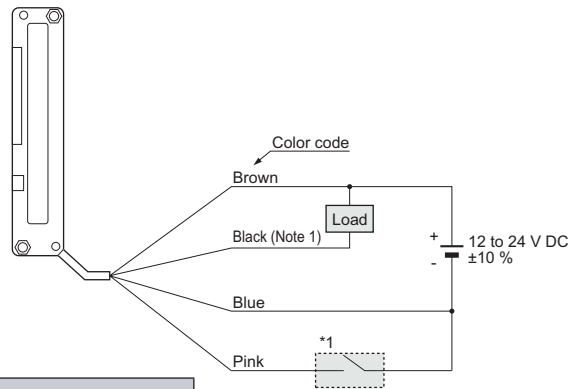 Color code
Brown
Load
Black (Note 1)
+
12 to 24 V DC
-
±10 %
Blue
*1
Pink